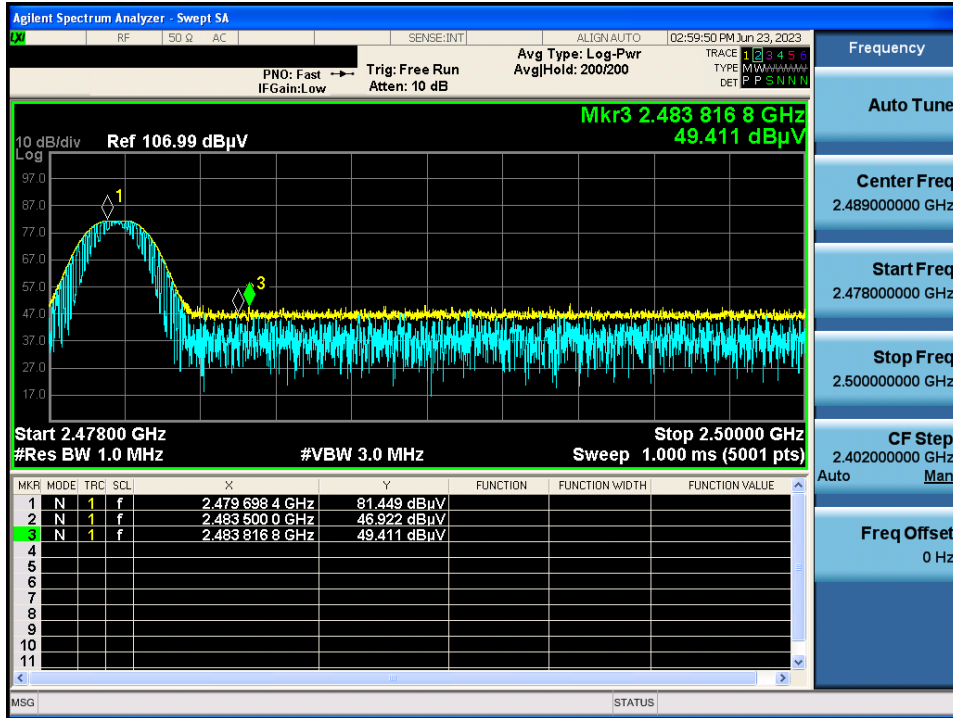 Agilent Spectrum Analyzer - Swept SA
LXI RF 50 Ω AC SENSE:INT ALIGNAUTO 02:59:50 PM Jun 23, 2023
PNO: Fast
IFGain:Low
Trig: Free Run
Atten: 10 dB
Avg Type: Log-Pwr
Avg|Hold: 200/200
TRACE 1 2 3 4 5 6
TYPE MWWWWW
DET P P S N N N
Mkr3 2.483 816 8 GHz
49.411 dBµV
10 dB/div Ref 106.99 dBµV
Log
97.0
87.0
77.0
67.0
57.0
47.0
37.0
27.0
17.0
1
3
Start 2.47800 GHz Stop 2.50000 GHz
#Res BW 1.0 MHz #VBW 3.0 MHz Sweep 1.000 ms (5001 pts)
MKR MODE TRC SCL X Y FUNCTION FUNCTION WIDTH FUNCTION VALUE
1 N 1 f 2.479 698 4 GHz 81.449 dBµV
2 N 1 f 2.483 500 0 GHz 46.922 dBµV
3 N 1 f 2.483 816 8 GHz 49.411 dBµV
4
5
6
7
8
9
10
11
MSG STATUS
Frequency
Auto Tune
Center Freq
2.489000000 GHz
Start Freq
2.478000000 GHz
Stop Freq
2.500000000 GHz
CF Step
2.402000000 GHz
Auto Man
Freq Offset
0 Hz